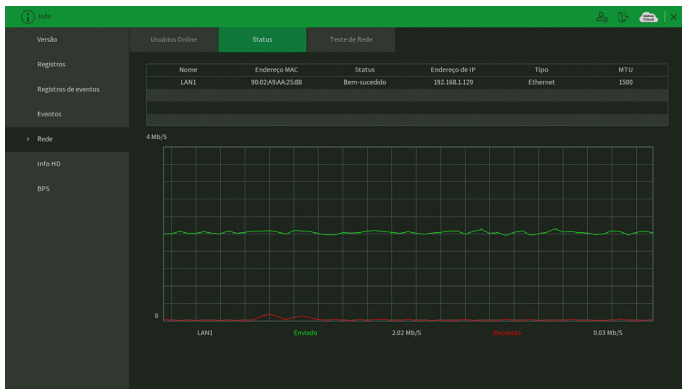 Info
Versão
Registros
Registros de eventos
Eventos
Rede
Info HD
BPS
Usuários Online Status Teste de Rede
Nome Endereço MAC Status Endereço de IP Tipo MTU
LAN1 90:02:A9:AA:25:88 Bem-sucedido 192.168.1.129 Ethernet 1500
4 Mb/S
0
LAN1 Enviado 2.02 Mb/S Recebido 0.03 Mb/S